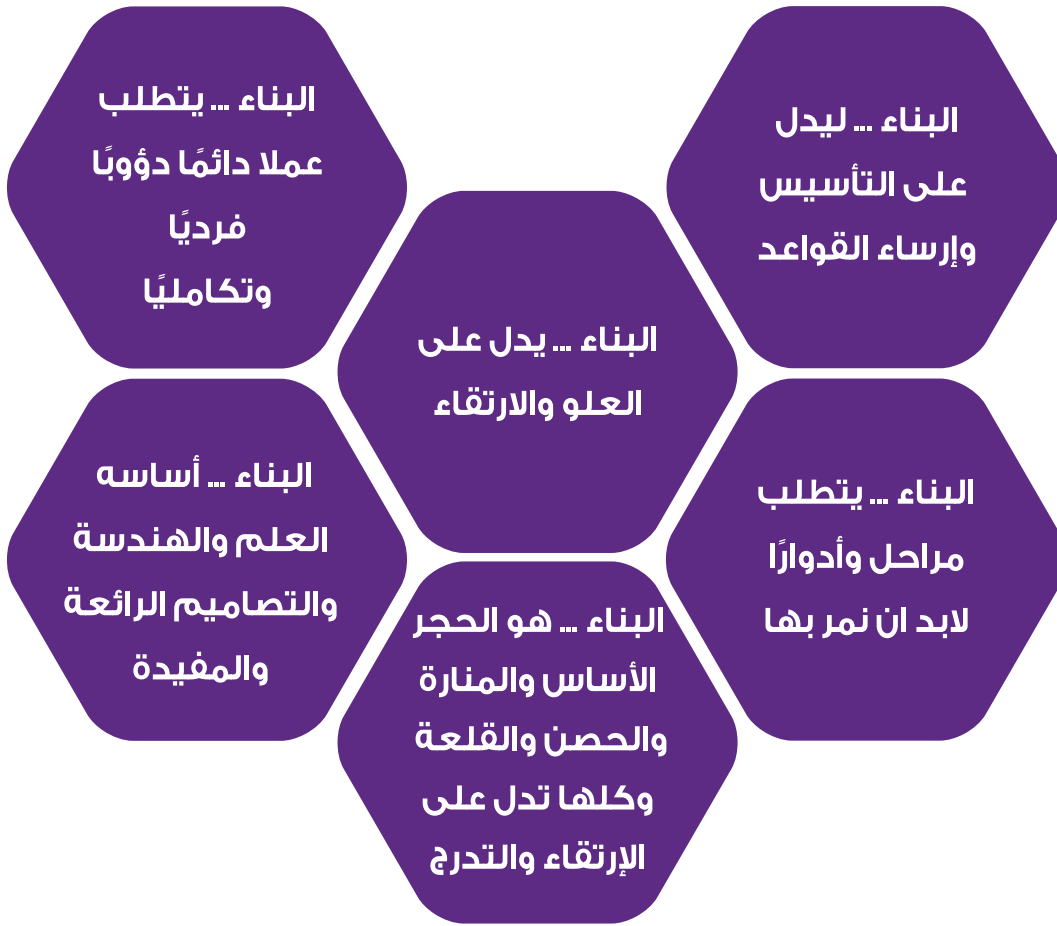 البناء ... ليدل
على التأسيس
وإرساء القواعد
البناء ... يتطلب
عملا دائمًا دؤوبًا
فرديًا
وتكامليًا
البناء ... يدل على
العلو والارتقاء
البناء ... يتطلب
مراحل وأدوارًا
لابد ان نمر بها
البناء ... أساسه
العلم والهندسة
والتصاميم الرائعة
والمفيدة
البناء ... هو الحجر
الأساس والمنارة
والحصن والقلعة
وكلها تدل على
الإرتقاء والتدرج